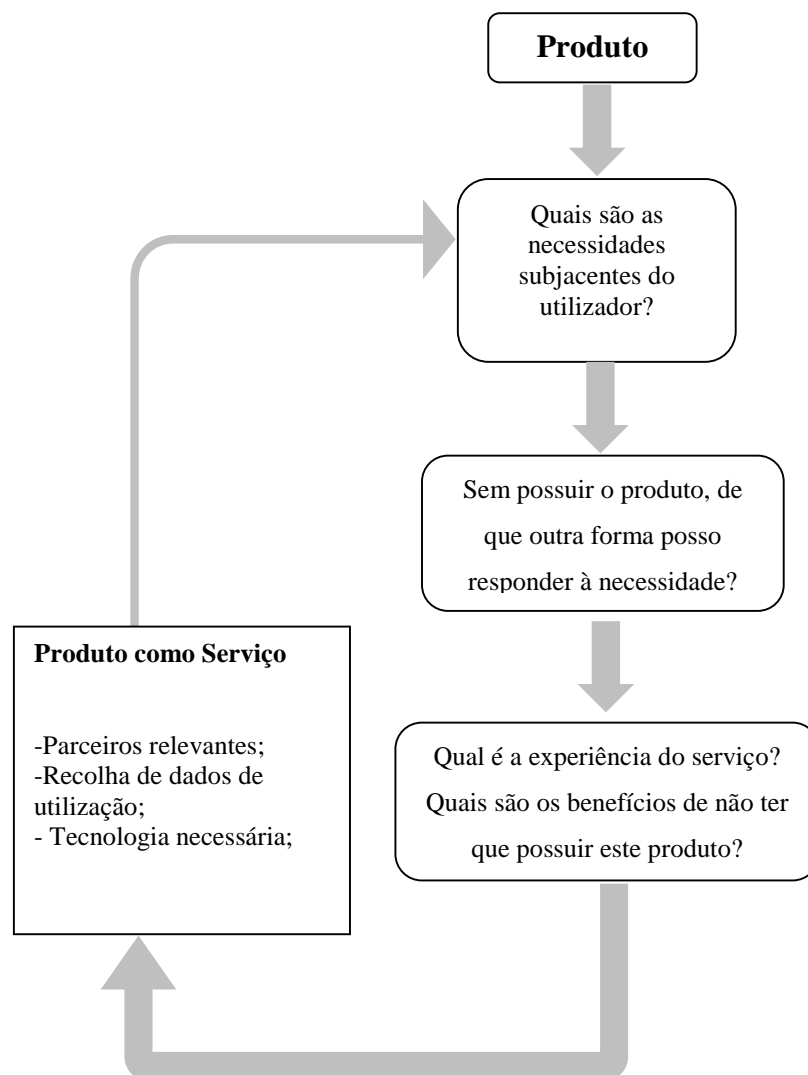 Produto
Quais são as
necessidades
subjacentes do
utilizador?
Sem possuir o produto, de
que outra forma posso
responder à necessidade?
Qual é a experiência do serviço?
Quais são os benefícios de não ter
que possuir este produto?
Produto como Serviço
-Parceiros relevantes;
-Recolha de dados de
utilização;
- Tecnologia necessária;